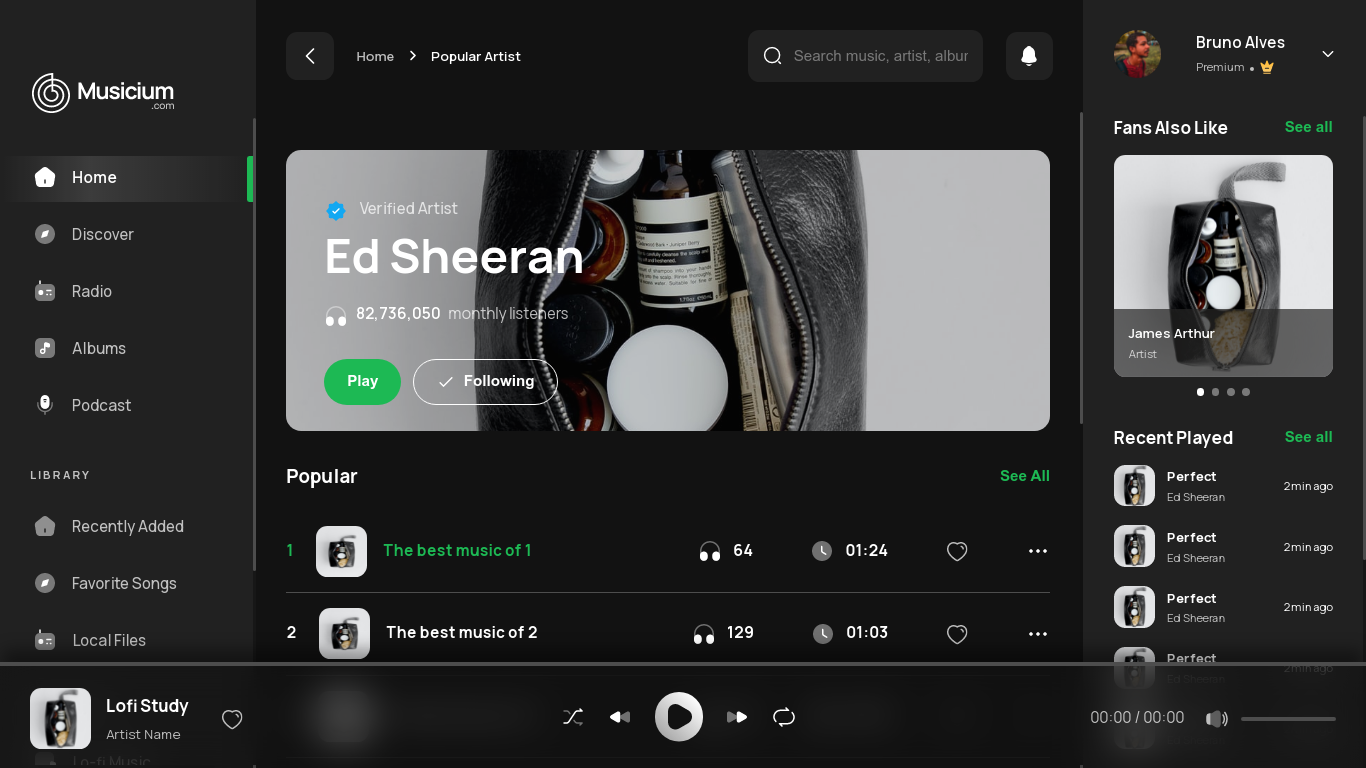 Musicium
.com
Home
Discover
Radio
Albums
Podcast
LIBRARY
Recently Added
Favorite Songs
Local Files
Home
Popular Artist
Search music, artist, albur
Verified Artist
Ed Sheeran
82,736,050 monthly listeners
Play
Following
Popular
See All
1 The best music of 1 64 01:24
2 The best music of 2 129 01:03
Bruno Alves
Premium
Fans Also Like
See all
James Arthur
Artist
Recent Played
See all
Perfect
Ed Sheeran
2min ago
Perfect
Ed Sheeran
2min ago
Perfect
Ed Sheeran
2min ago
Perfect
Ed Sheeran
2min ago
Lofi Study
Artist Name
Lo-fi Music
00:00 / 00:00